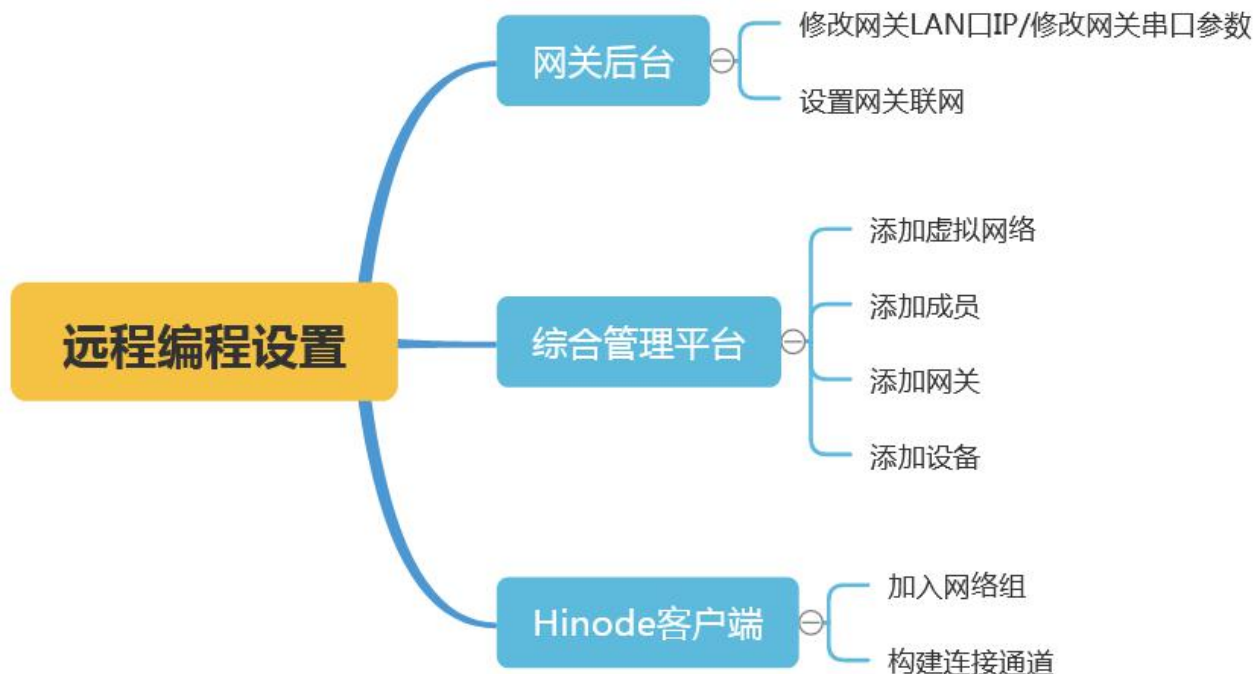 远程编程设置
网关后台
修改网关LAN口IP/修改网关串口参数
设置网关联网
综合管理平台
添加虚拟网络
添加成员
添加网关
添加设备
Hinode客户端
加入网络组
构建连接通道